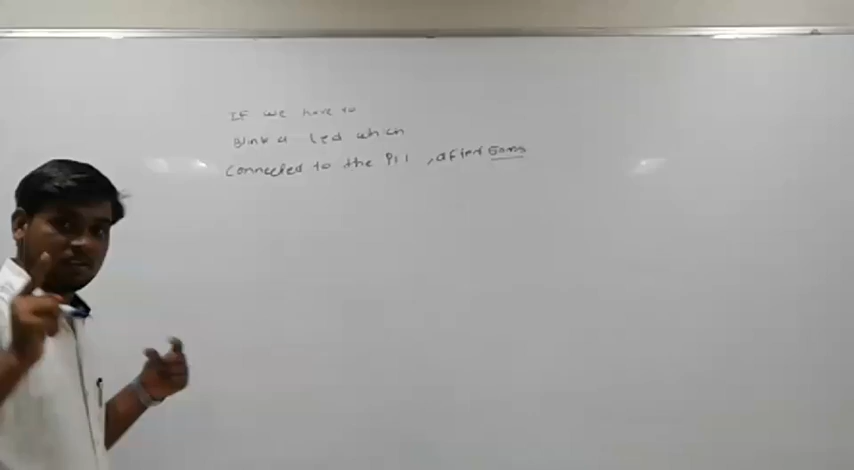 IF we have to
Blink a led which
Connected to the P1.1 , after 50ms